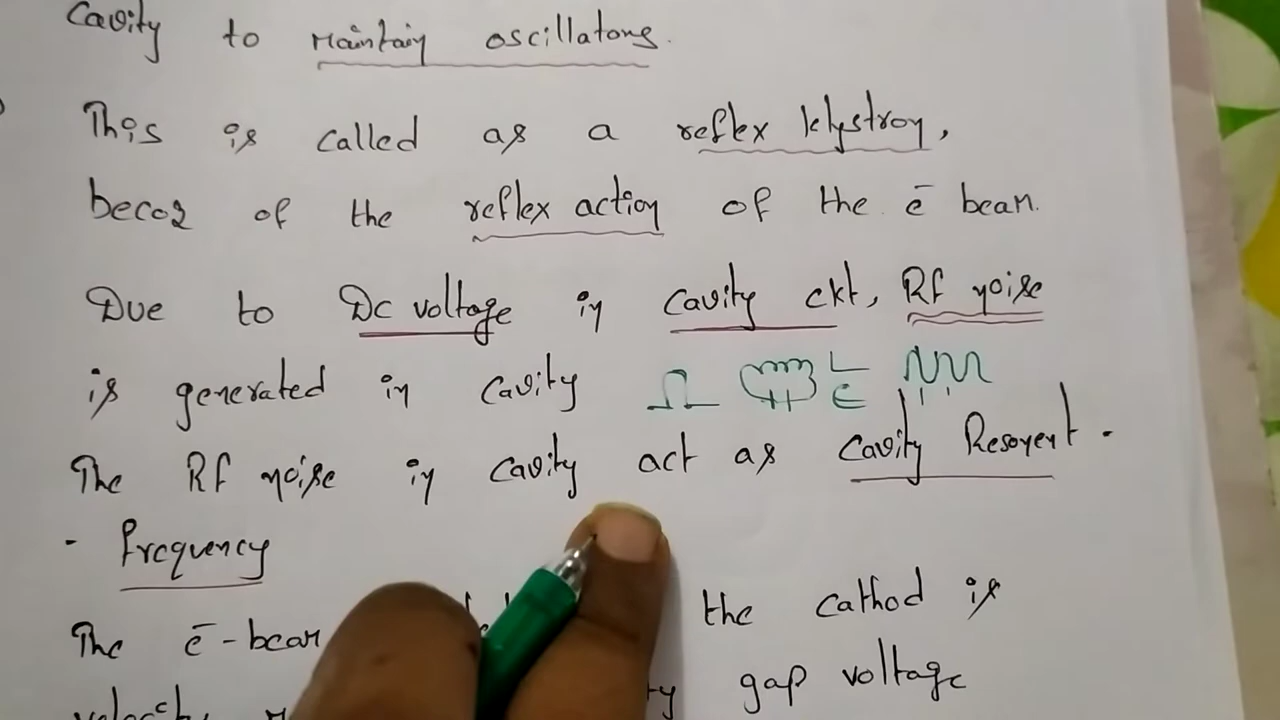 Cavity to maintain oscillatons.
This is called as a reflex klystron,
becoz of the reflex action of the ē beam.
Due to Dc voltage in cavity ckt, Rf noise
is generated in cavity
The Rf noise in cavity act as Cavity Resonent.
- frequency
The ē-beam the cathod is
gap voltage